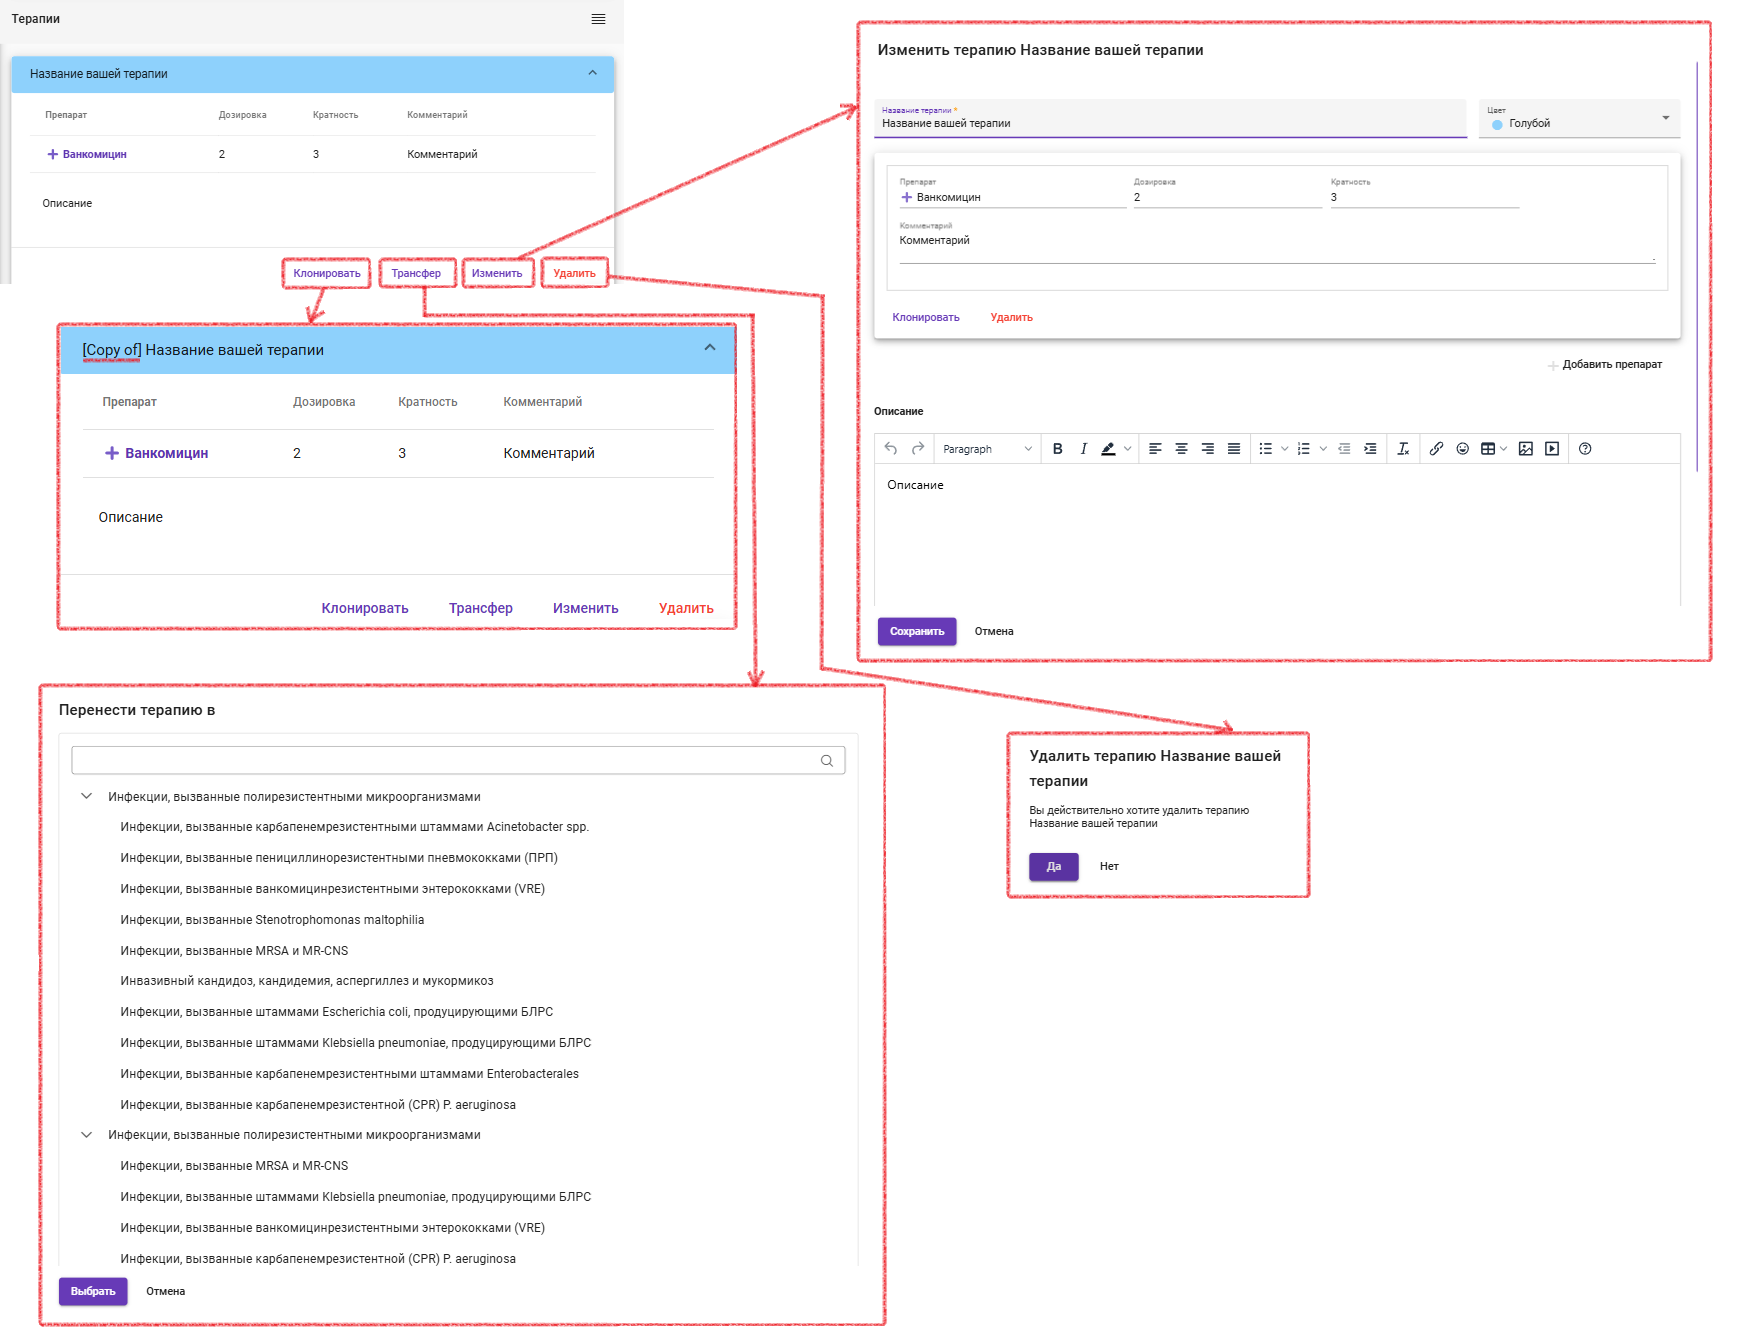 Терапии
Название вашей терапии
Препарат Дозировка Кратность Комментарий
Ванкомицин 2 3 Комментарий
Описание
Клонировать Трансфер Изменить Удалить
[Copy of] Название вашей терапии
Препарат Дозировка Кратность Комментарий
Ванкомицин 2 3 Комментарий
Описание
Клонировать Трансфер Изменить Удалить
Изменить терапию Название вашей терапии
Название терапии *
Название вашей терапии
Цвет
Голубой
Препарат Дозировка Кратность
Ванкомицин 2 3
Комментарий
Комментарий
Клонировать Удалить
Добавить препарат
Описание
Paragraph B I
Описание
Сохранить Отмена
Перенести терапию в
Инфекции, вызванные полирезистентными микроорганизмами
Инфекции, вызванные карбапенемрезистентными штаммами Acinetobacter spp.
Инфекции, вызванные пенициллинорезистентными пневмококками (ПРП)
Инфекции, вызванные ванкомицинрезистентными энтерококками (VRE)
Инфекции, вызванные Stenotrophomonas maltophilia
Инфекции, вызванные MRSA и MR-CNS
Инвазивный кандидоз, кандидемия, аспергиллез и мукормикоз
Инфекции, вызванные штаммами Escherichia coli, продуцирующими БЛРС
Инфекции, вызванные штаммами Klebsiella pneumoniae, продуцирующими БЛРС
Инфекции, вызванные карбапенемрезистентными штаммами Enterobacterales
Инфекции, вызванные карбапенемрезистентной (CPR) P. aeruginosa
Инфекции, вызванные полирезистентными микроорганизмами
Инфекции, вызванные MRSA и MR-CNS
Инфекции, вызванные штаммами Klebsiella pneumoniae, продуцирующими БЛРС
Инфекции, вызванные ванкомицинрезистентными энтерококками (VRE)
Инфекции, вызванные карбапенемрезистентной (CPR) P. aeruginosa
Выбрать Отмена
Удалить терапию Название вашей
терапии
Вы действительно хотите удалить терапию
Название вашей терапии
Да Нет